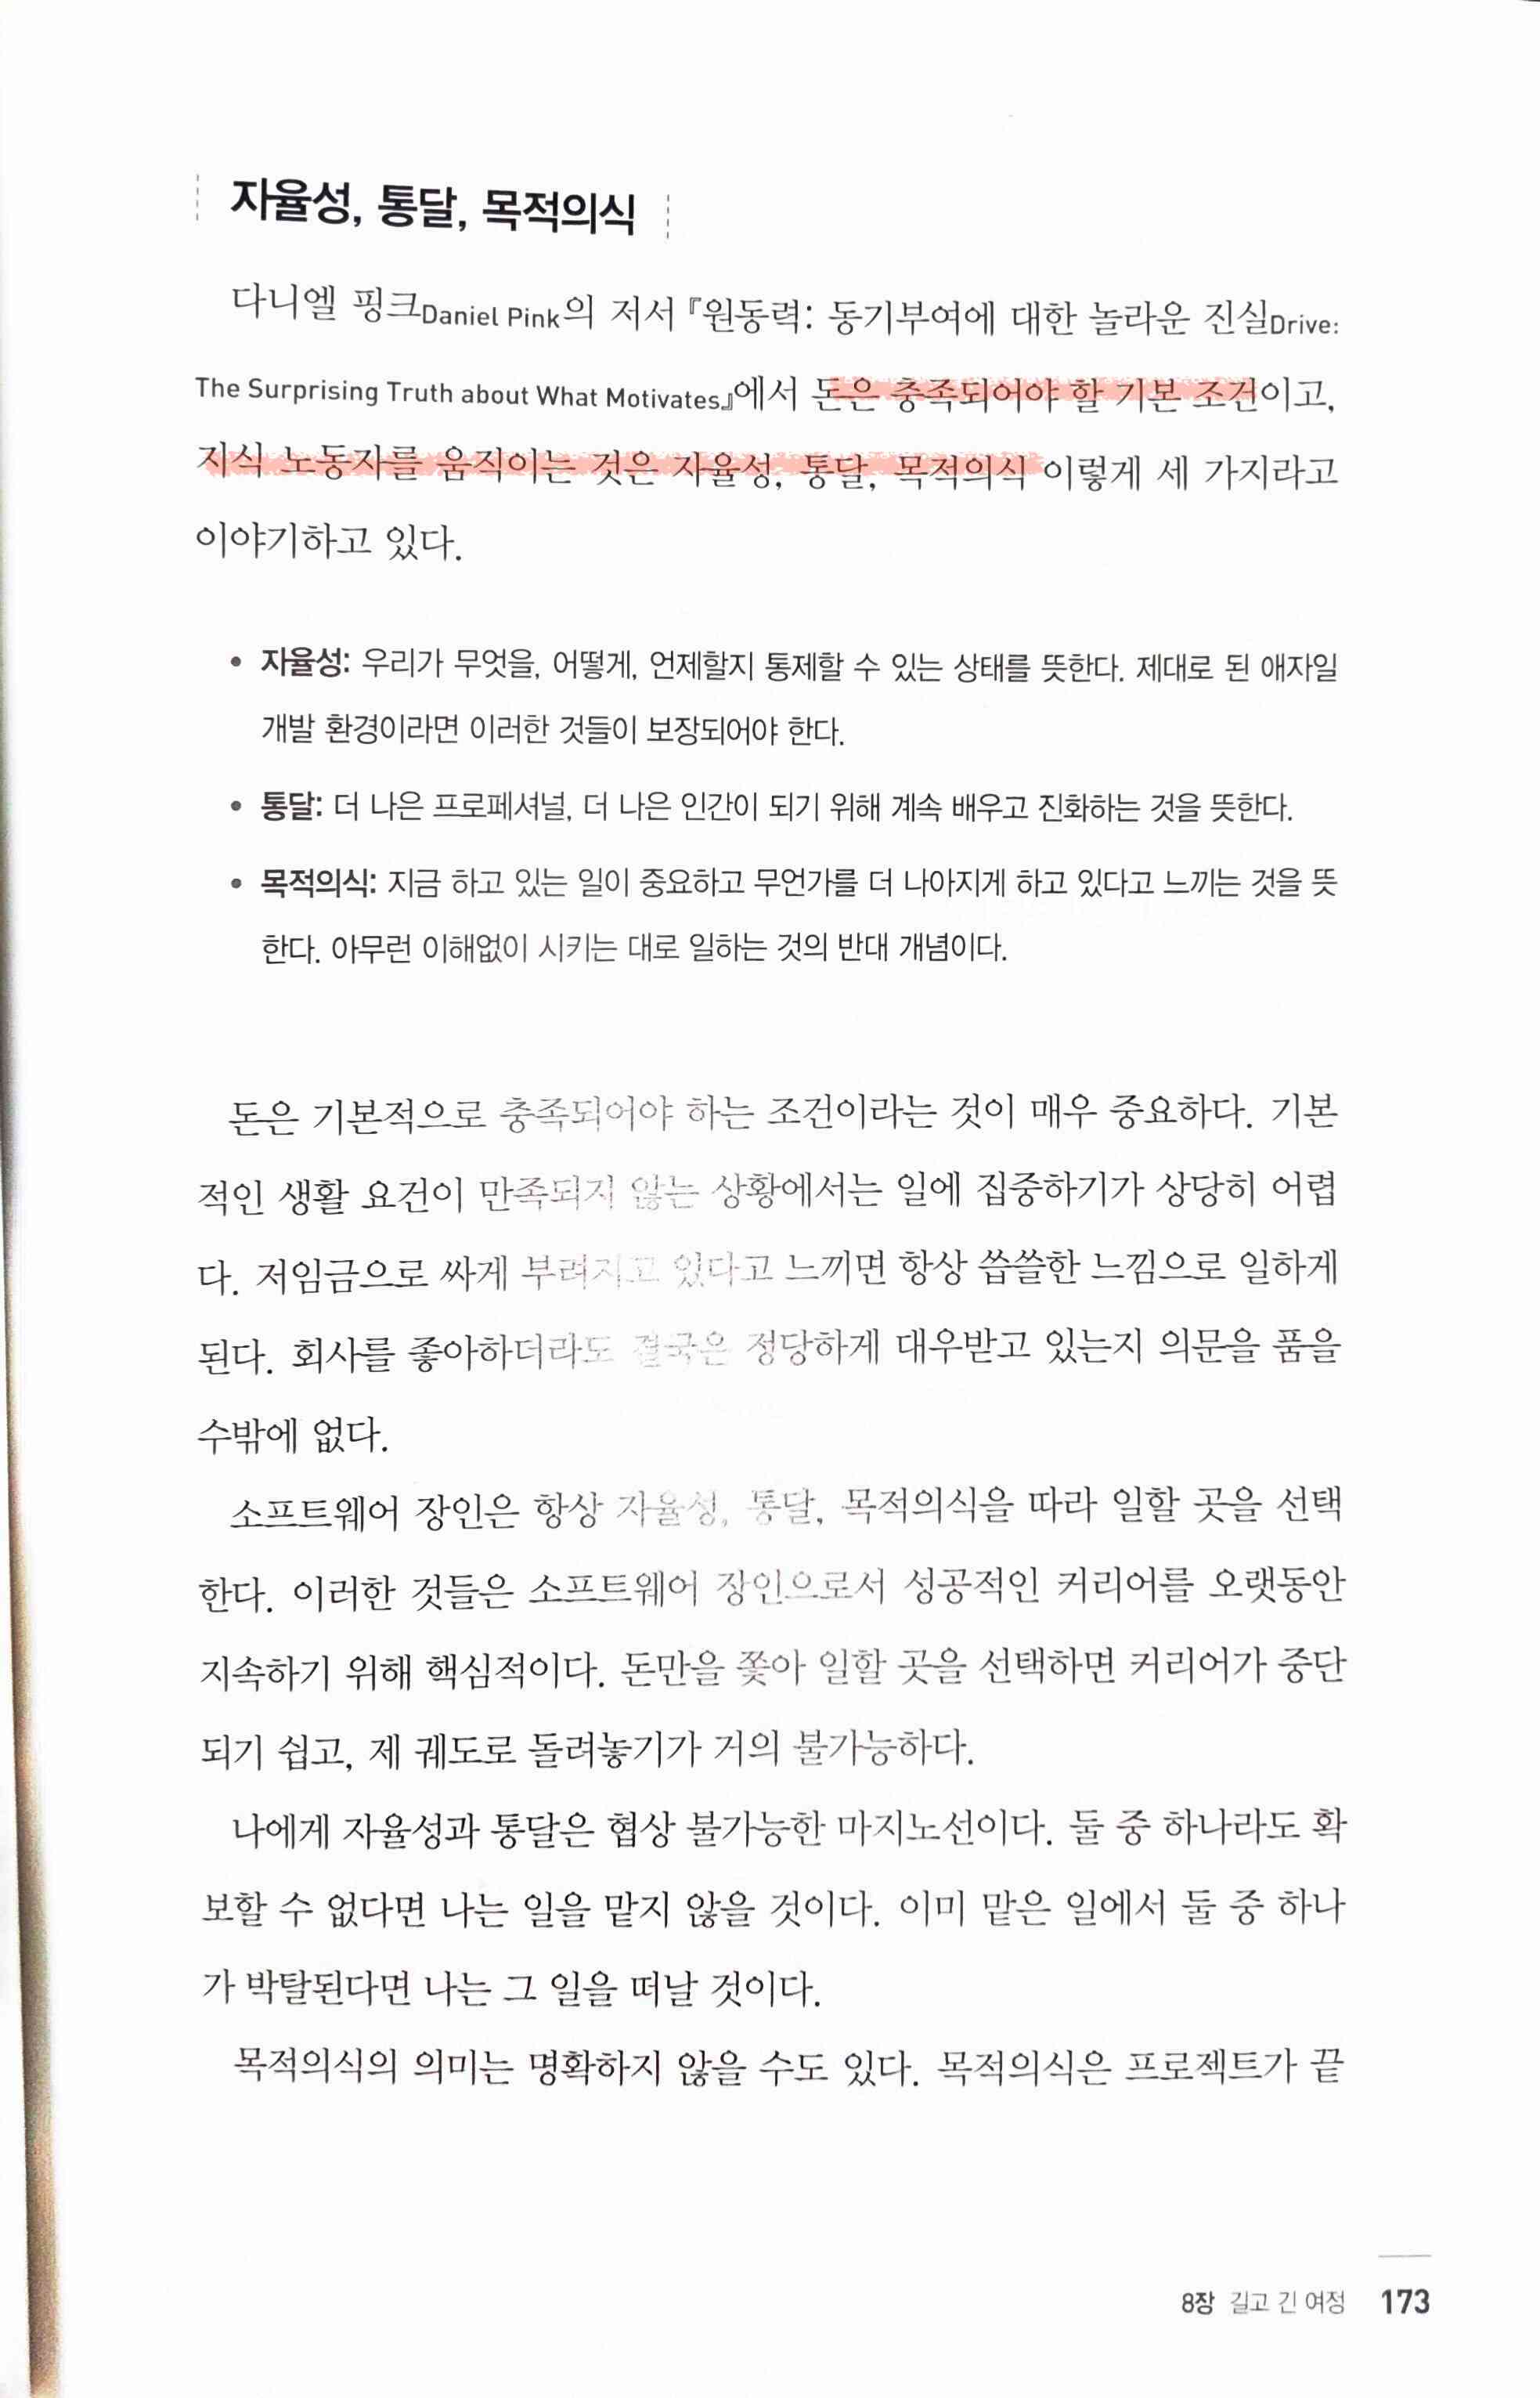 자율성, 통달, 목적의식
다니엘 핑크Daniel Pink의 저서 『원동력: 동기부여에 대한 놀라운 진실Drive:
The Surprising Truth about What Motivates』에서 돈은 충족되어야 할 기본 조건이고,
지식 노동자를 움직이는 것은 자율성, 통달, 목적의식 이렇게 세 가지라고
이야기하고 있다.
• 자율성: 우리가 무엇을, 어떻게, 언제할지 통제할 수 있는 상태를 뜻한다. 제대로 된 애자일
개발 환경이라면 이러한 것들이 보장되어야 한다.
• 통달: 더 나은 프로페셔널, 더 나은 인간이 되기 위해 계속 배우고 진화하는 것을 뜻한다.
• 목적의식: 지금 하고 있는 일이 중요하고 무언가를 더 나아지게 하고 있다고 느끼는 것을 뜻
한다. 아무런 이해없이 시키는 대로 일하는 것의 반대 개념이다.
돈은 기본적으로 충족되어야 하는 조건이라는 것이 매우 중요하다. 기본
적인 생활 요건이 만족되지 않는 상황에서는 일에 집중하기가 상당히 어렵
다. 저임금으로 싸게 부려지고 있다고 느끼면 항상 씁쓸한 느낌으로 일하게
된다. 회사를 좋아하더라도 결국은 정당하게 대우받고 있는지 의문을 품을
수밖에 없다.
소프트웨어 장인은 항상 자율성, 통달, 목적의식을 따라 일할 곳을 선택
한다. 이러한 것들은 소프트웨어 장인으로서 성공적인 커리어를 오랫동안
지속하기 위해 핵심적이다. 돈만을 쫓아 일할 곳을 선택하면 커리어가 중단
되기 쉽고, 제 궤도로 돌려놓기가 거의 불가능하다.
나에게 자율성과 통달은 협상 불가능한 마지노선이다. 둘 중 하나라도 확
보할 수 없다면 나는 일을 맡지 않을 것이다. 이미 맡은 일에서 둘 중 하나
가 박탈된다면 나는 그 일을 떠날 것이다.
목적의식의 의미는 명확하지 않을 수도 있다. 목적의식은 프로젝트가 끝
8장 길고 긴 여정 173